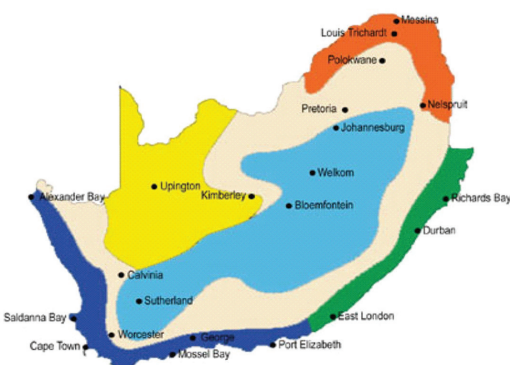 Messina
Louis Trichardt
Polokwane
Pretoria
Nelspruit
Johannesburg
Welkom
Upington
Kimberley
Alexander Bay
Bloemfontein
Richards Bay
Durban
Calvinia
Sutherland
Saldanna Bay
East London
Worcester
George
Cape Town
Mossel Bay
Port Elizabeth